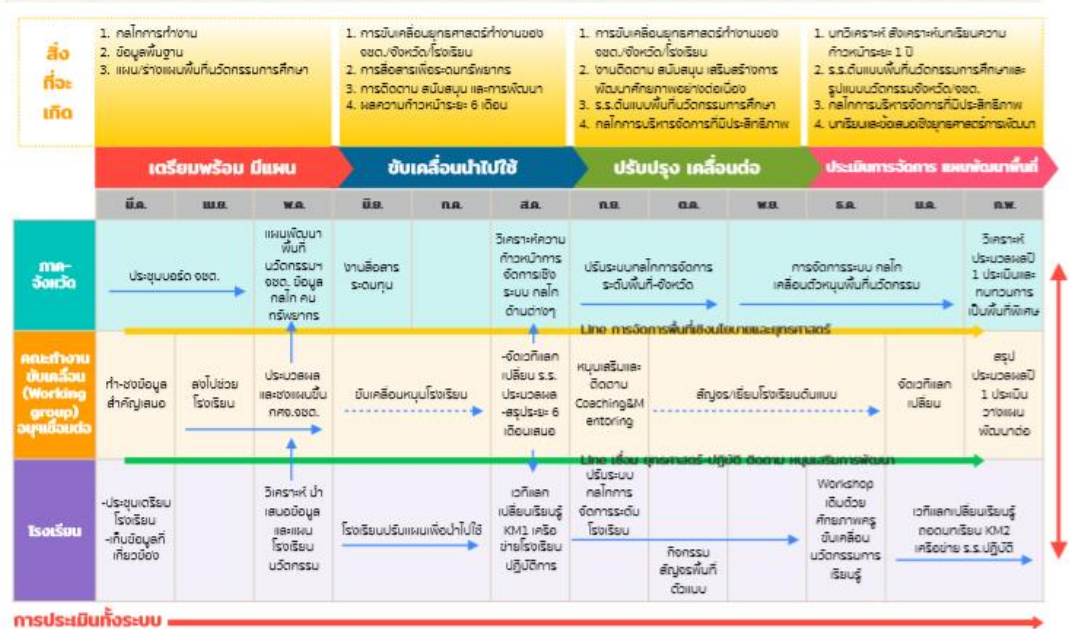 สิ่ง
ที่จะ
เกิด
1. กลไกการทำงาน
2. ข้อมูลพื้นฐาน
3. แผน/ร่างแผนพื้นที่นวัตกรรมการศึกษา
1. การขับเคลื่อนยุทธศาสตร์ทำงานของ
ขชต./จังหวัด/โรงเรียน
2. การสื่อสารเพื่อระดมทรัพยากร
3. การติดตาม สนับสนุน และการพัฒนา
4. ผลความก้าวหน้าระยะ 6 เดือน
1. การขับเคลื่อนยุทธศาสตร์ทำงานของ
ขชต./จังหวัด/โรงเรียน
2. งานติดตาม สนับสนุน เสริมสร้างการ
พัฒนาศักยภาพอย่างต่อเนื่อง
3. ร.ร.ต้นแบบพื้นที่นวัตกรรมการศึกษา
4. กลไกการบริหารจัดการที่มีประสิทธิภาพ
1. บทวิเคราะห์ สังเคราะห์บทเรียนความ
ก้าวหน้าระยะ 1 ปี
2. ร.ร.ต้นแบบพื้นที่นวัตกรรมการศึกษาและ
รูปแบบนวัตกรรมจังหวัด/ขชต.
3. กลไกการบริหารจัดการที่มีประสิทธิภาพ
4. บทเรียนและข้อเสนอเชิงยุทธศาสตร์การพัฒนา
เตรียมพร้อม มีแผน
ขับเคลื่อนนำไปใช้
ปรับปรุง เคลื่อนต่อ
ประเมินการจัดการ แผนพัฒนาพื้นที่
มี.ค.
เม.ย.
พ.ค.
มิ.ย.
ก.ค.
ส.ค.
ก.ย.
ต.ค.
พ.ย.
ธ.ค.
ม.ค.
ก.พ.
ภาค-
จังหวัด
ประชุมบอร์ด ขชต.
แผนพัฒนา
พื้นที่
นวัตกรรมฯ
ขชต. ข้อมูล
กลไก คน
ทรัพยากร
งานสื่อสาร
ระดมทุน
วิเคราะห์ความ
ก้าวหน้าการ
จัดการเชิง
ระบบ กลไก
ด้านต่างๆ
ปรับระบบกลไกการจัดการ
ระดับพื้นที่-จังหวัด
การจัดการระบบ กลไก
เคลื่อนตัวหนุนพื้นที่นวัตกรรม
วิเคราะห์
ประมวลผลปี
1 ประเมินและ
ทบทวนการ
เป็นพื้นที่พิเศษ
Line การจัดการพื้นที่เชิงนโยบายและยุทธศาสตร์
คณะทำงาน
ขับเคลื่อน
(Working
group)
อนุฯเชื่อมต่อ
ทำ-ชงข้อมูล
สำคัญเสนอ
ลงไปช่วย
โรงเรียน
ประมวลผล
และชงแผนขึ้น
กศจ.ขชต.
ขับเคลื่อนหนุนโรงเรียน
-จัดเวทีแลก
เปลี่ยน ร.ร.
ประมวลผล
-สรุประยะ 6
เดือนเสนอ
หนุนเสริมและ
ติดตาม
Coaching&M
entoring
สัญจร/เยี่ยมโรงเรียนต้นแบบ
จัดเวทีแลก
เปลี่ยน
สรุป
ประมวลผลปี
1 ประเมิน
วางแผน
พัฒนาต่อ
Line เชื่อม ยุทธศาสตร์-ปฏิบัติ ติดตาม หนุนเสริมการพัฒนา
โรงเรียน
-ประชุมเตรียม
โรงเรียน
-เก็บข้อมูลที่
เกี่ยวข้อง
วิเคราะห์ นำ
เสนอข้อมูล
และแผน
โรงเรียน
นวัตกรรม
โรงเรียนปรับแผนเพื่อนำไปใช้
เวทีแลก
เปลี่ยนเรียนรู้
KM1 เครือ
ข่ายโรงเรียน
ปฏิบัติการ
ปรับระบบ
กลไกการ
จัดการระดับ
โรงเรียน
กิจกรรม
สัญจรพื้นที่
ตัวแบบ
Workshop
เติมด้วย
ศักยภาพครู
ขับเคลื่อน
นวัตกรรมการ
เรียนรู้
เวทีแลกเปลี่ยนเรียนรู้
ถอดบทเรียน KM2
เครือข่าย ร.ร.ปฏิบัติ
การประเมินทั้งระบบ